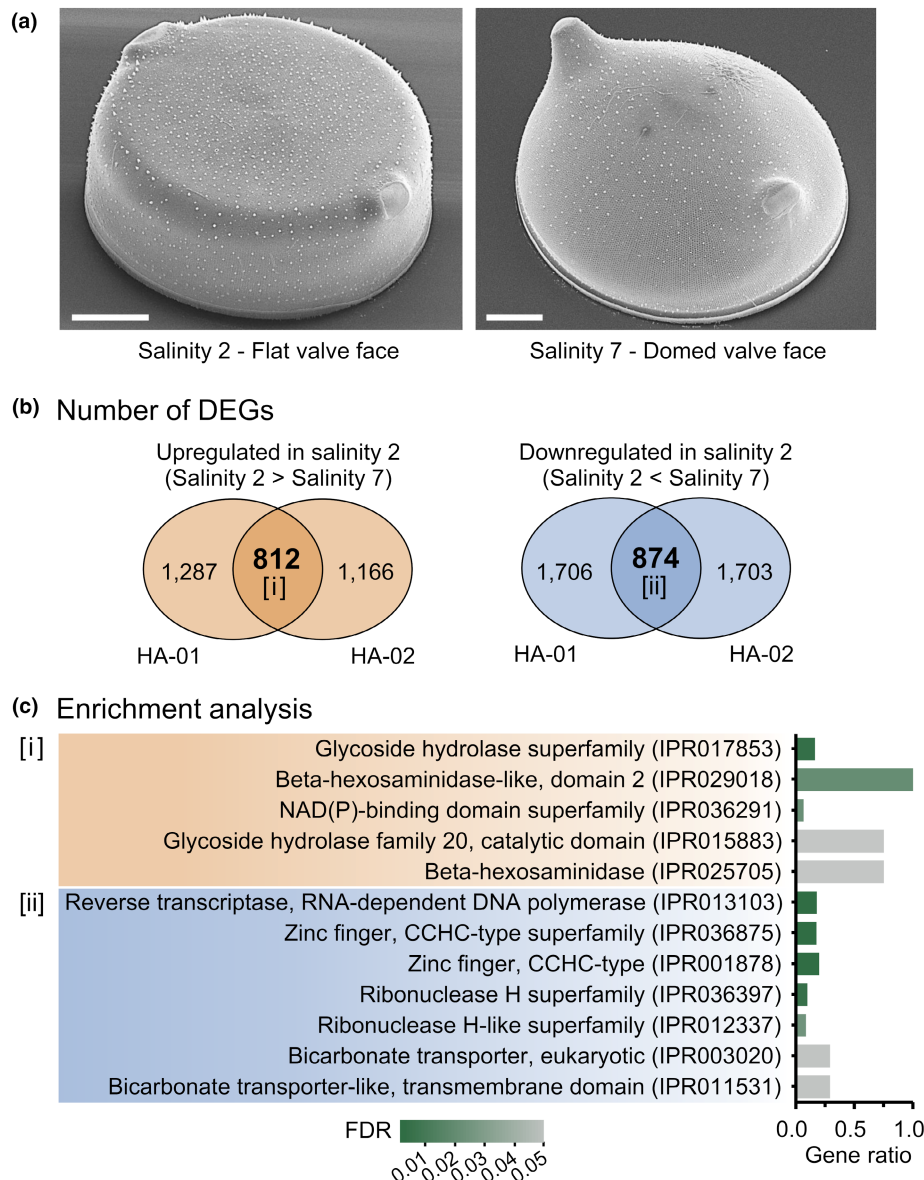 (a)
Salinity 2 - Flat valve face
Salinity 7 - Domed valve face
(b) Number of DEGs
Upregulated in salinity 2
(Salinity 2 > Salinity 7)
1,287
812
[i]
1,166
HA-01
HA-02
Downregulated in salinity 2
(Salinity 2 < Salinity 7)
1,706
874
[ii]
1,703
HA-01
HA-02
(c) Enrichment analysis
[i]
Glycoside hydrolase superfamily (IPR017853)
Beta-hexosaminidase-like, domain 2 (IPR029018)
NAD(P)-binding domain superfamily (IPR036291)
Glycoside hydrolase family 20, catalytic domain (IPR015883)
Beta-hexosaminidase (IPR025705)
[ii]
Reverse transcriptase, RNA-dependent DNA polymerase (IPR013103)
Zinc finger, CCHC-type superfamily (IPR036875)
Zinc finger, CCHC-type (IPR001878)
Ribonuclease H superfamily (IPR036397)
Ribonuclease H-like superfamily (IPR012337)
Bicarbonate transporter, eukaryotic (IPR003020)
Bicarbonate transporter-like, transmembrane domain (IPR011531)
FDR
0.01 0.02 0.03 0.04 0.05
0.0 0.5 1.0
Gene ratio